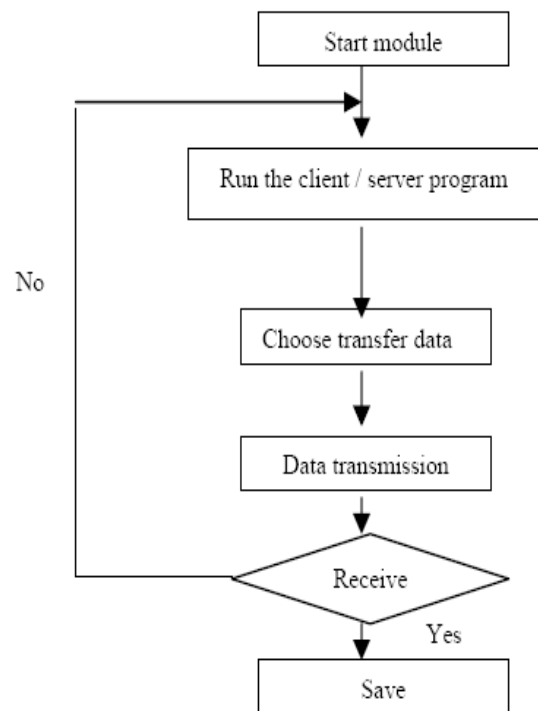 Start module
Run the client / server program
No
Choose transfer data
Data transmission
Receive
Yes
Save